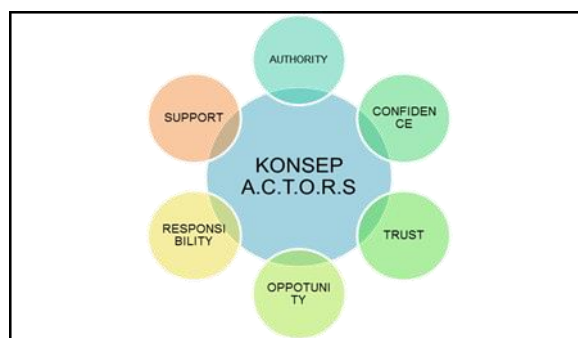 AUTHORITY
CONFIDEN
CE
TRUST
OPPOTUNI
TY
RESPONSI
BILITY
SUPPORT
KONSEP
A.C.T.O.R.S